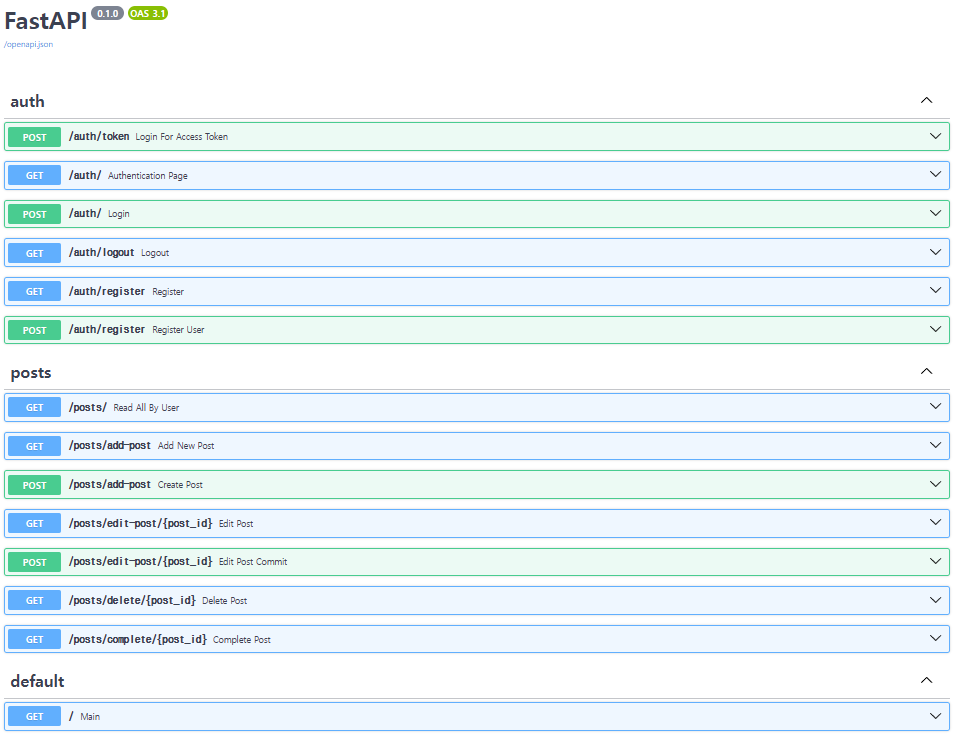 FastAPI 0.1.0 OAS 3.1
/openapi.json
auth
POST /auth/token Login For Access Token
GET /auth/ Authentication Page
POST /auth/ Login
GET /auth/logout Logout
GET /auth/register Register
POST /auth/register Register User
posts
GET /posts/ Read All By User
GET /posts/add-post Add New Post
POST /posts/add-post Create Post
GET /posts/edit-post/{post_id} Edit Post
POST /posts/edit-post/{post_id} Edit Post Commit
GET /posts/delete/{post_id} Delete Post
GET /posts/complete/{post_id} Complete Post
default
GET / Main